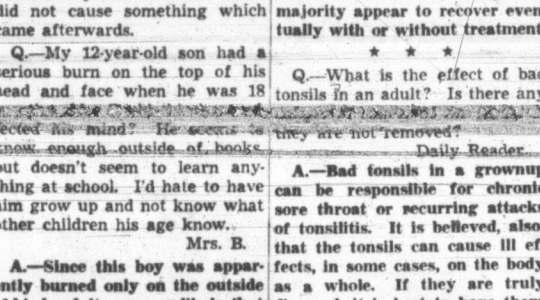 did not cause something which
came afterwards.
Q.—My 12-year-old son had a
serious burn on the top of his
head and face when he was 18
ected his mind? He seems to
know enough outside of books
but doesn't seem to learn any-
thing at school. I'd hate to have
him grow up and not know what
other children his age know.
Mrs. B.
A.—Since this boy was appar-
ently burned only on the outside
majority appear to recover even
tually with or without treatment
★ ★ ★
Q.—What is the effect of bad
tonsils in an adult? Is there any
they are not removed?
Daily Reader.
A.—Bad tonsils in a grownup
can be responsible for chronic
sore throat or recurring attacks
of tonsilitis. It is believed, also
that the tonsils can cause ill ef-
fects, in some cases, on the body
as a whole. If they are truly